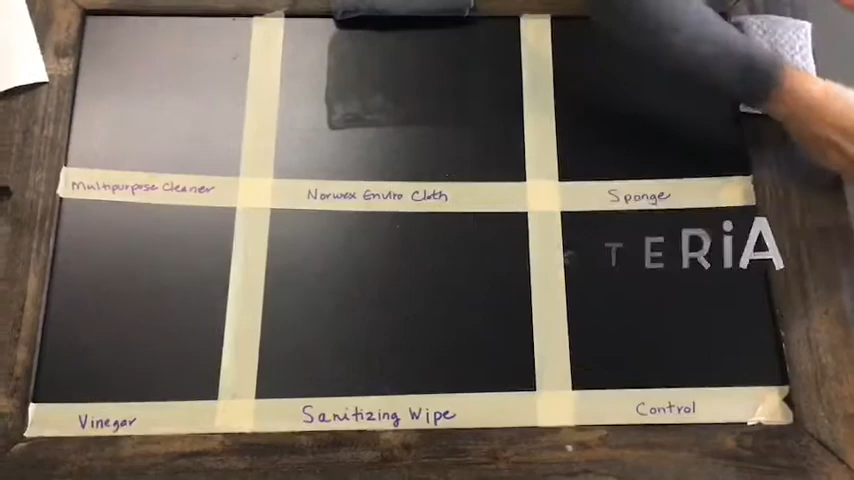 Multipurpose Cleaner
Norwex Enviro Cloth
Sponge
TERiA
Vinegar
Sanitizing Wipe
Control